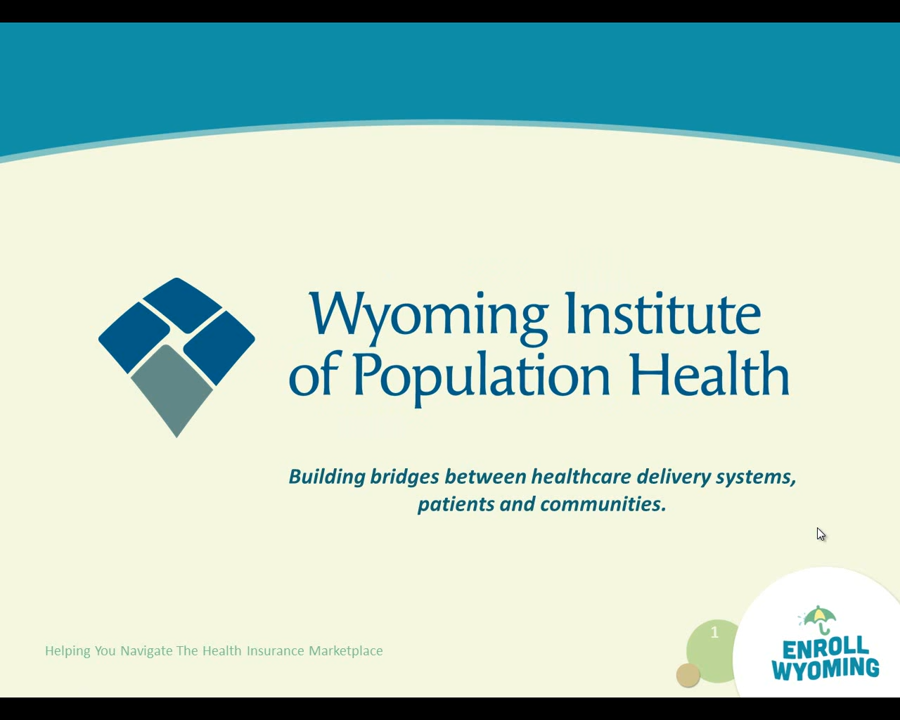 Wyoming Institute
of Population Health
Building bridges between healthcare delivery systems,
patients and communities.
Helping You Navigate The Health Insurance Marketplace
1
ENROLL
WYOMING